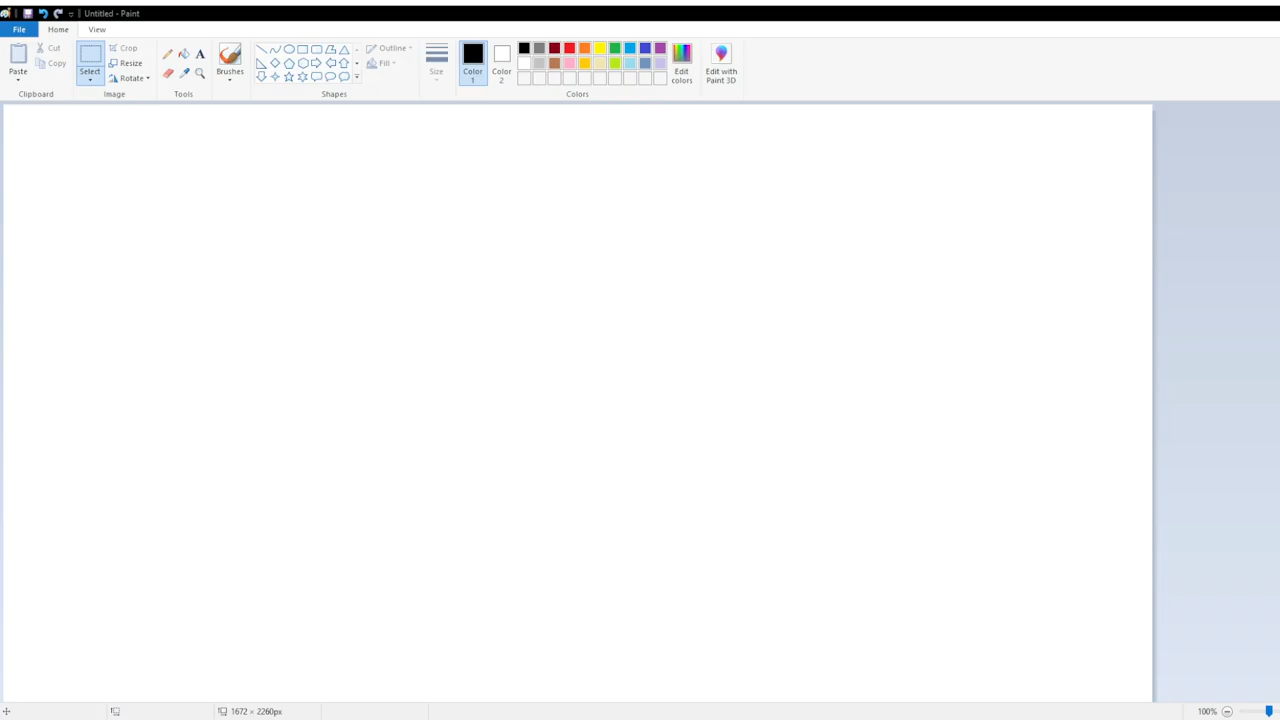 Untitled - Paint
File Home View
Paste Cut Copy
Select Crop Resize Rotate
A
Brushes
Outline
Fill
Size
Color 1
Color 2
Edit colors
Edit with Paint 3D
Clipboard Image Tools Shapes Colors
1672 × 2260px
100%